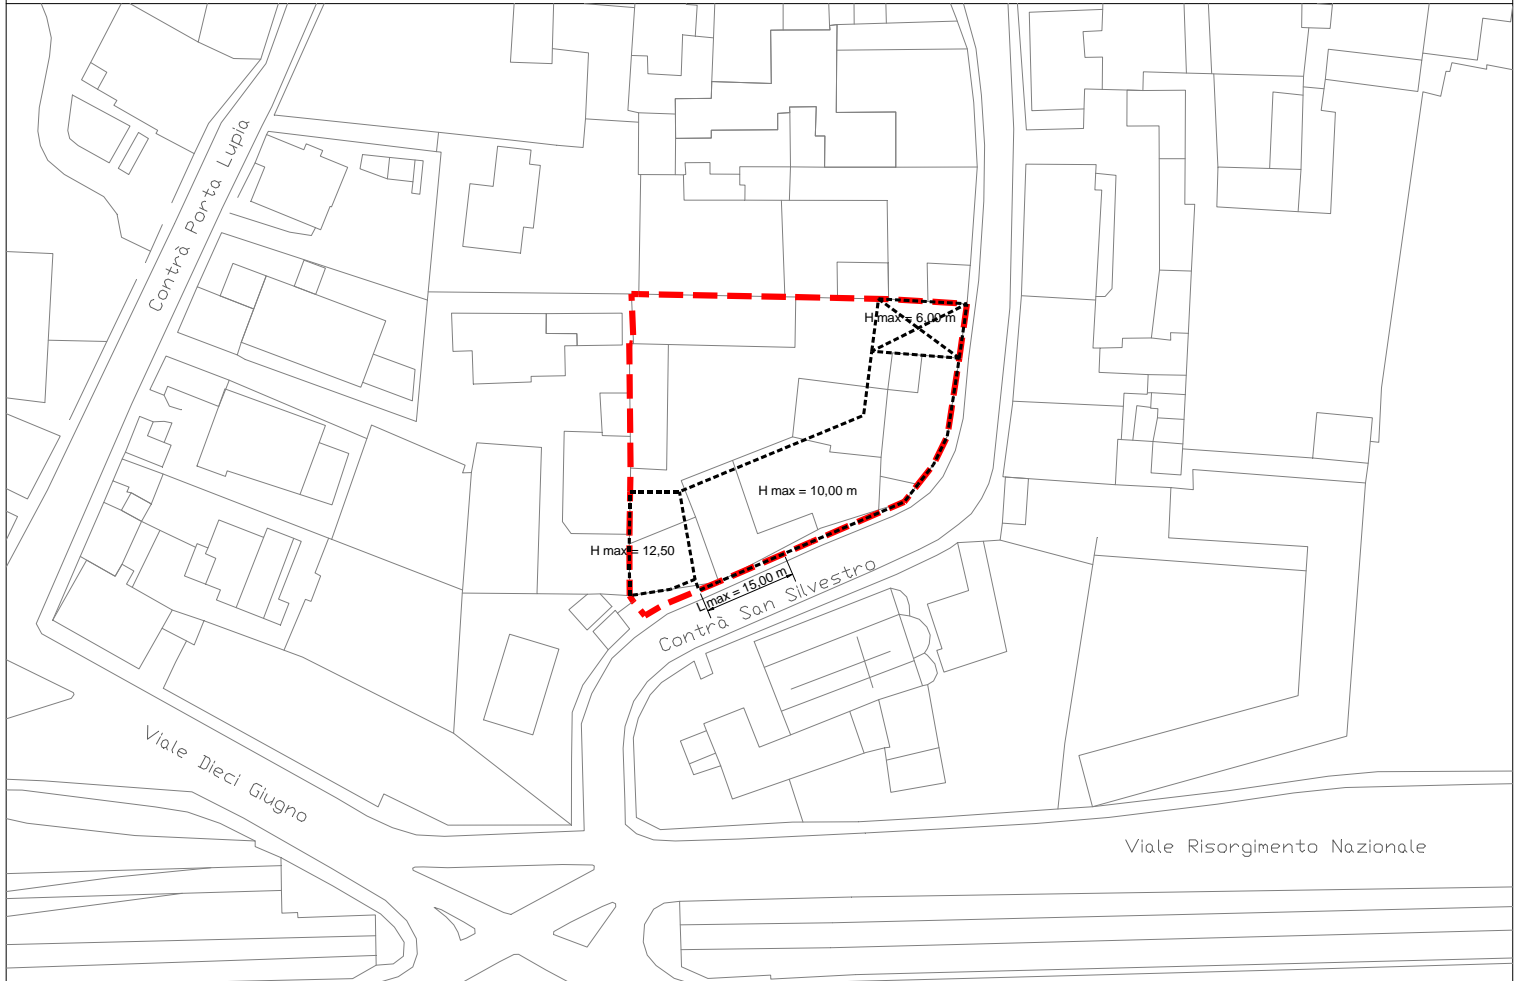 Contrà Porta Lupia
H max = 6,00 m
H max = 10,00 m
H max = 12,50
L max = 15,00 m
Contrà San Silvestro
Viale Dieci Giugno
Viale Risorgimento Nazionale